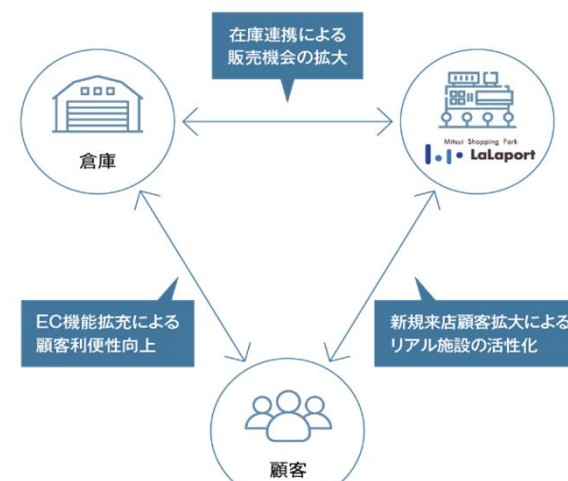 在庫連携による
販売機会の拡大
倉庫
Mitsui Shopping Park
LaLaport
EC機能拡充による
顧客利便性向上
新規来店顧客拡大による
リアル施設の活性化
顧客